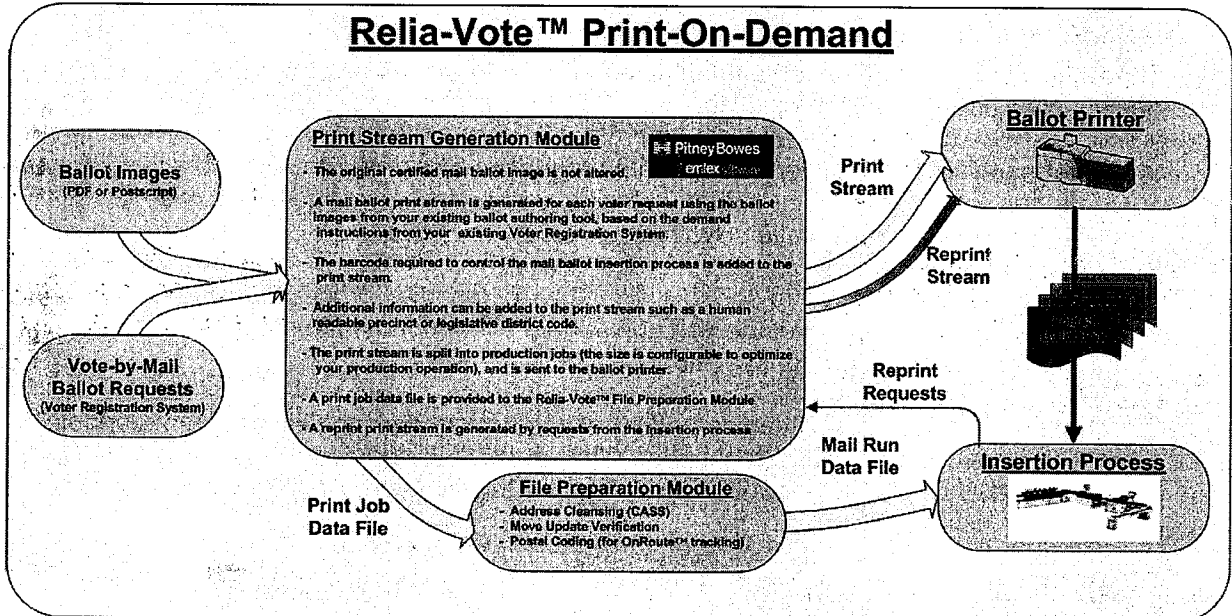 Relia-Vote™ Print-On-Demand
Ballot Images
(PDF or Postscript)
Vote-by-Mail
Ballot Requests
(Voter Registration System)
Print Stream Generation Module
PitneyBowes
emtex
- The original certified mail ballot image is not altered.
- A mail ballot print stream is generated for each voter request using the ballot
images from your existing ballot authoring tool, based on the demand
instructions from your existing Voter Registration System.
- The barcode required to control the mail ballot insertion process is added to the
print stream.
- Additional information can be added to the print stream such as a human
readable precinct or legislative district code.
- The print stream is split into production jobs (the size is configurable to optimize
your production operation), and is sent to the ballot printer.
- A print job data file is provided to the Relia-Vote™ File Preparation Module
- A reprint print stream is generated by requests from the insertion process
Print
Stream
Reprint
Stream
Ballot Printer
Reprint
Requests
Mail Run
Data File
Insertion Process
Print Job
Data File
File Preparation Module
- Address Cleansing (CASS)
- Move Update Verification
- Postal Coding (for OnRoute™ tracking)